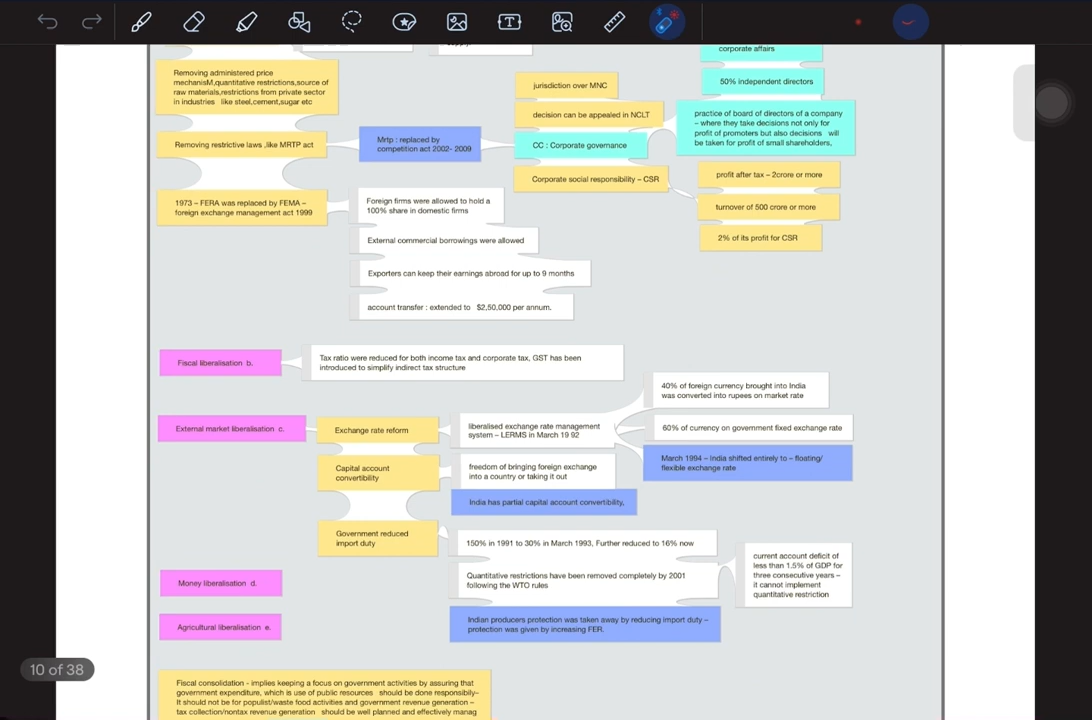 supply.
corporate affairs
Removing administered price
mechanisM,quantitative restrictions,source of
raw materials,restrictions from private sector
in industries like steel,cement,sugar etc
jurisdiction over MNC
50% independent directors
decision can be appealed in NCLT
practice of board of directors of a company
– where they take decisions not only for
profit of promoters but also decisions will
be taken for profit of small shareholders,
Removing restrictive laws ,like MRTP act
Mrtp : replaced by
competition act 2002- 2009
CC : Corporate governance
Corporate social responsibility – CSR
profit after tax – 2crore or more
turnover of 500 crore or more
2% of its profit for CSR
1973 – FERA was replaced by FEMA –
foreign exchange management act 1999
Foreign firms were allowed to hold a
100% share in domestic firms
External commercial borrowings were allowed
Exporters can keep their earnings abroad for up to 9 months
account transfer : extended to $2,50,000 per annum.
Fiscal liberalisation b.
Tax ratio were reduced for both income tax and corporate tax, GST has been
introduced to simplify indirect tax structure
External market liberalisation c.
Exchange rate reform
liberalised exchange rate management
system – LERMS in March 19 92
40% of foreign currency brought into India
was converted into rupees on market rate
60% of currency on government fixed exchange rate
March 1994 – India shifted entirely to – floating/
flexible exchange rate
Capital account
convertibility
freedom of bringing foreign exchange
into a country or taking it out
India has partial capital account convertibility,
Government reduced
import duty
150% in 1991 to 30% in March 1993, Further reduced to 16% now
Quantitative restrictions have been removed completely by 2001
following the WTO rules
current account deficit of
less than 1.5% of GDP for
three consecutive years –
it cannot implement
quantitative restriction
Indian producers protection was taken away by reducing import duty –
protection was given by increasing FER.
Money liberalisation d.
Agricultural liberalisation e.
10 of 38
Fiscal consolidation - implies keeping a focus on government activities by assuring that
government expenditure, which is use of public resources should be done responsibly–
It should not be for populist/waste food activities and government revenue generation –
tax collection/nontax revenue generation should be well planned and effectively manag